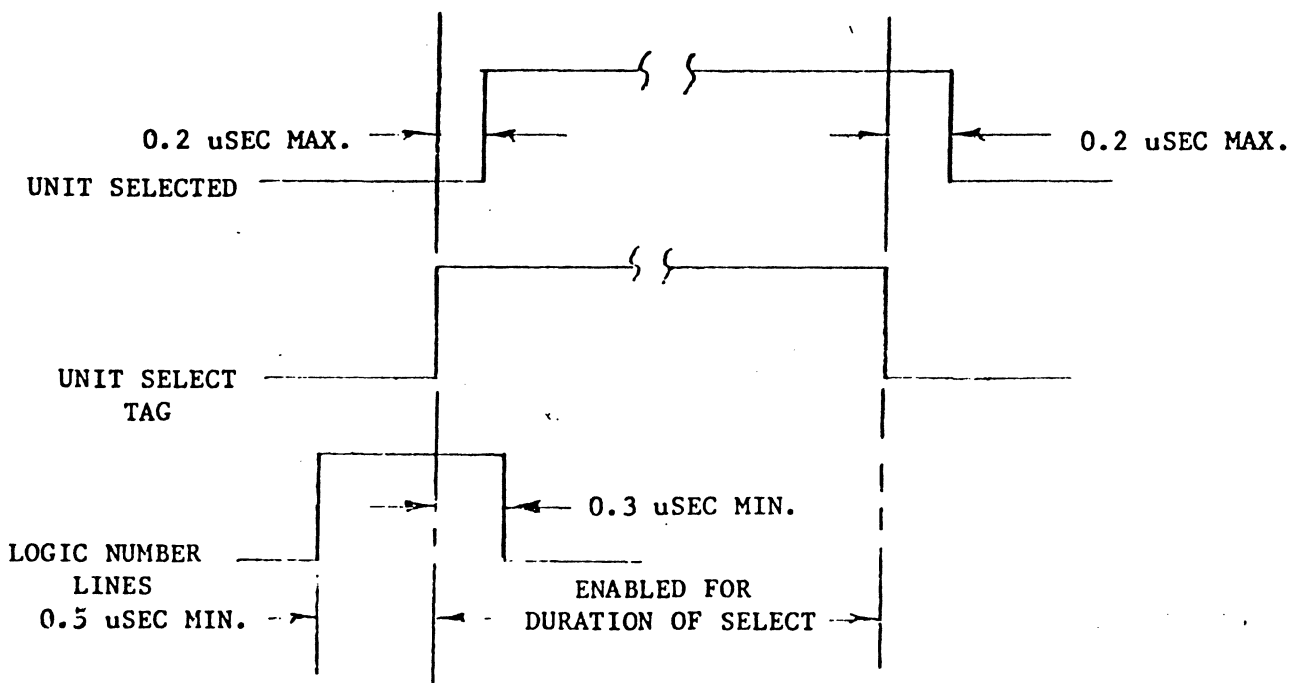 0.2 uSEC MAX.
0.2 uSEC MAX.
UNIT SELECTED
UNIT SELECT
TAG
0.3 uSEC MIN.
LOGIC NUMBER
LINES
0.5 uSEC MIN.
ENABLED FOR
DURATION OF SELECT